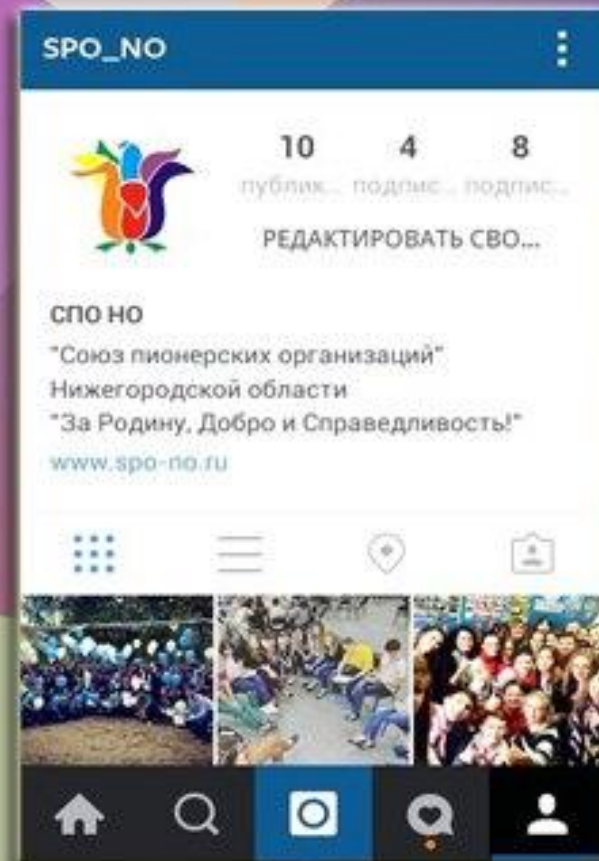 SPO_NO
10 4 8
публик... подпис... подпис...
РЕДАКТИРОВАТЬ СВО...
СПО НО
"Союз пионерских организаций"
Нижегородской области
"За Родину, Добро и Справедливость!"
www.spo-no.ru